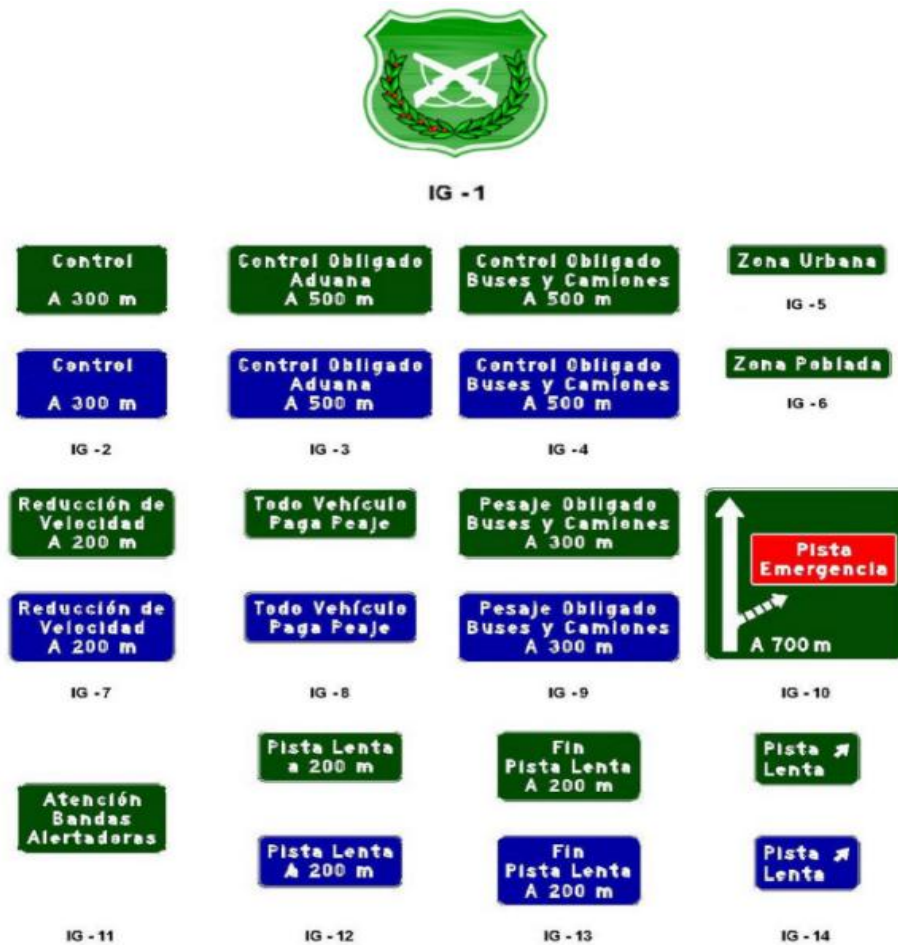 IG - 1
Control
A 300 m
Control Obligado
Aduana
A 500 m
Control Obligado
Buses y Camiones
A 500 m
Zona Urbana
IG - 5
Control
A 300 m
Control Obligado
Aduana
A 500 m
Control Obligado
Buses y Camiones
A 500 m
Zona Poblada
IG - 6
IG - 2
IG - 3
IG - 4
Reducción de
Velocidad
A 200 m
Todo Vehículo
Paga Peaje
Pesaje Obligado
Buses y Camiones
A 300 m
Pista
Emergencia
A 700 m
Reducción de
Velocidad
A 200 m
Todo Vehículo
Paga Peaje
Pesaje Obligado
Buses y Camiones
A 300 m
IG - 7
IG - 8
IG - 9
IG - 10
Atención
Bandas
Alertadoras
Pista Lenta
a 200 m
Fin
Pista Lenta
A 200 m
Pista
Lenta
Pista Lenta
A 200 m
Fin
Pista Lenta
A 200 m
Pista
Lenta
IG - 11
IG - 12
IG - 13
IG - 14